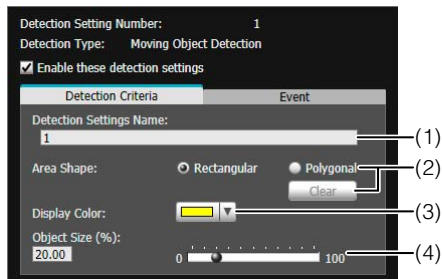 Detection Setting Number: 1
Detection Type: Moving Object Detection
Enable these detection settings
Detection Criteria Event
Detection Settings Name:
1 (1)
Area Shape: Rectangular Polygonal (2)
Clear
Display Color: (3)
Object Size (%):
20.00 0 100 (4)